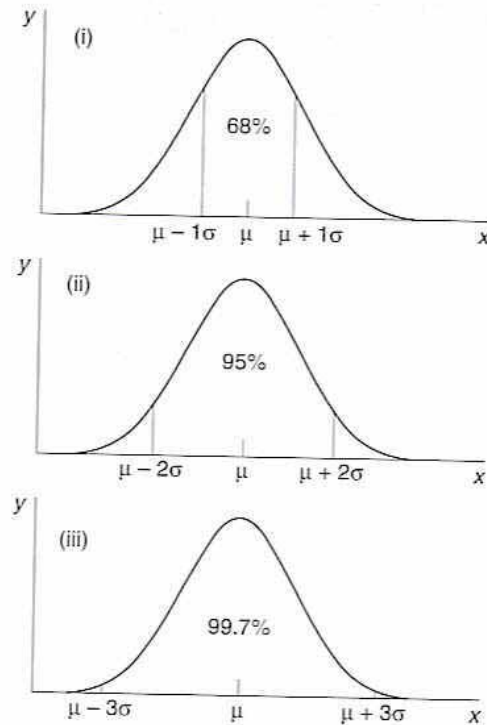 y
(i)
68%
μ – 1σ μ μ + 1σ x
y
(ii)
95%
μ – 2σ μ μ + 2σ x
y
(iii)
99.7%
μ – 3σ μ μ + 3σ x